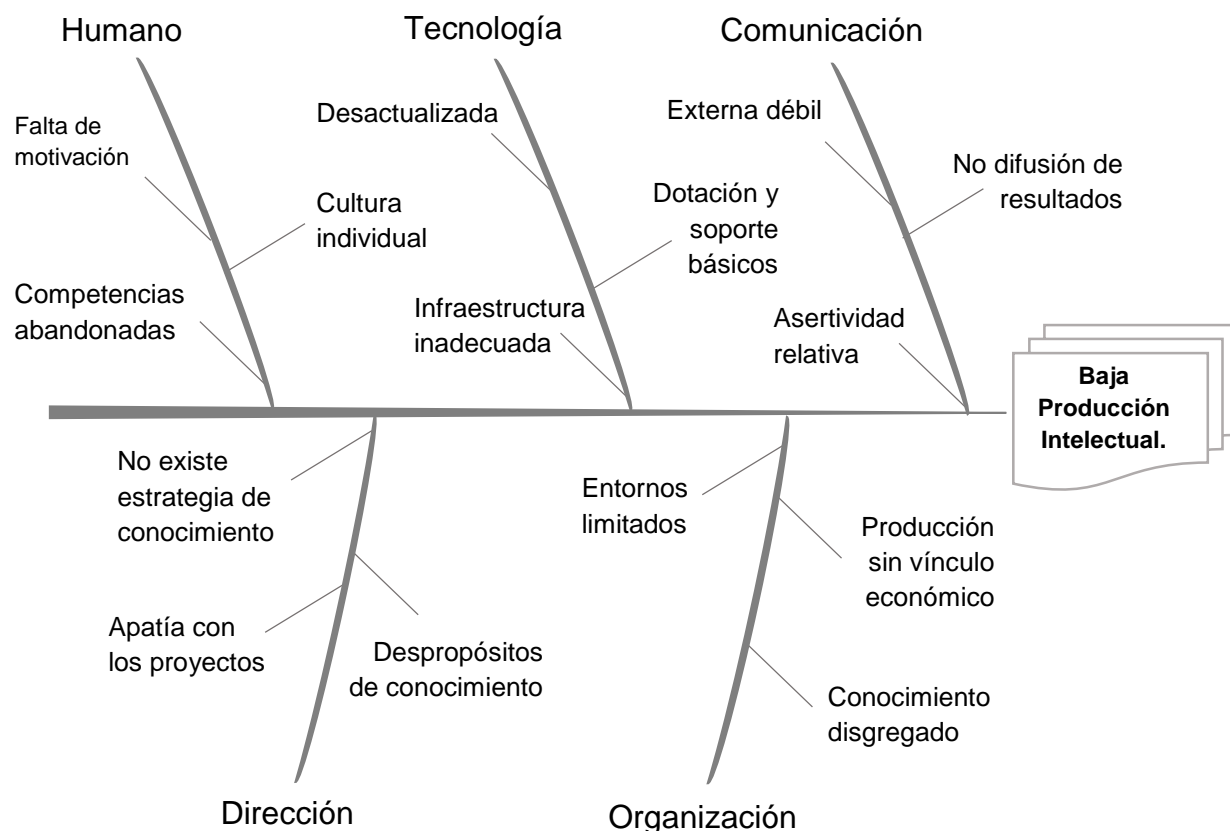 Humano
Tecnología
Comunicación
Falta de
motivación
Cultura
individual
Competencias
abandonadas
Desactualizada
Dotación y
soporte
básicos
Infraestructura
inadecuada
Externa débil
No difusión de
resultados
Asertividad
relativa
Baja
Producción
Intelectual.
No existe
estrategia de
conocimiento
Apatía con
los proyectos
Despropósitos
de conocimiento
Entornos
limitados
Producción
sin vínculo
económico
Conocimiento
disgregado
Dirección
Organización